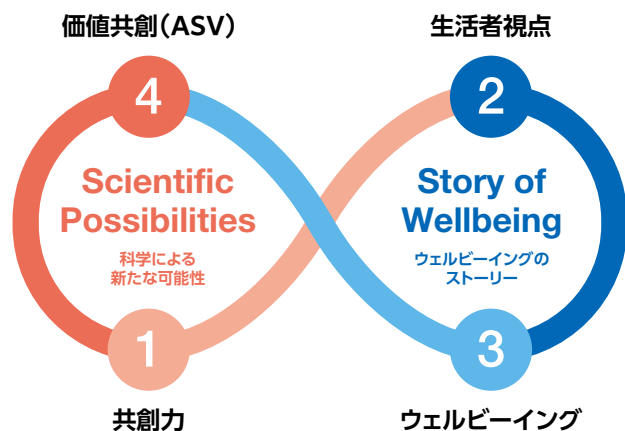 価値共創(ASV)
生活者視点
4
2
Scientific
Possibilities
科学による
新たな可能性
Story of
Wellbeing
ウェルビーイングの
ストーリー
1
3
共創力
ウェルビーイング